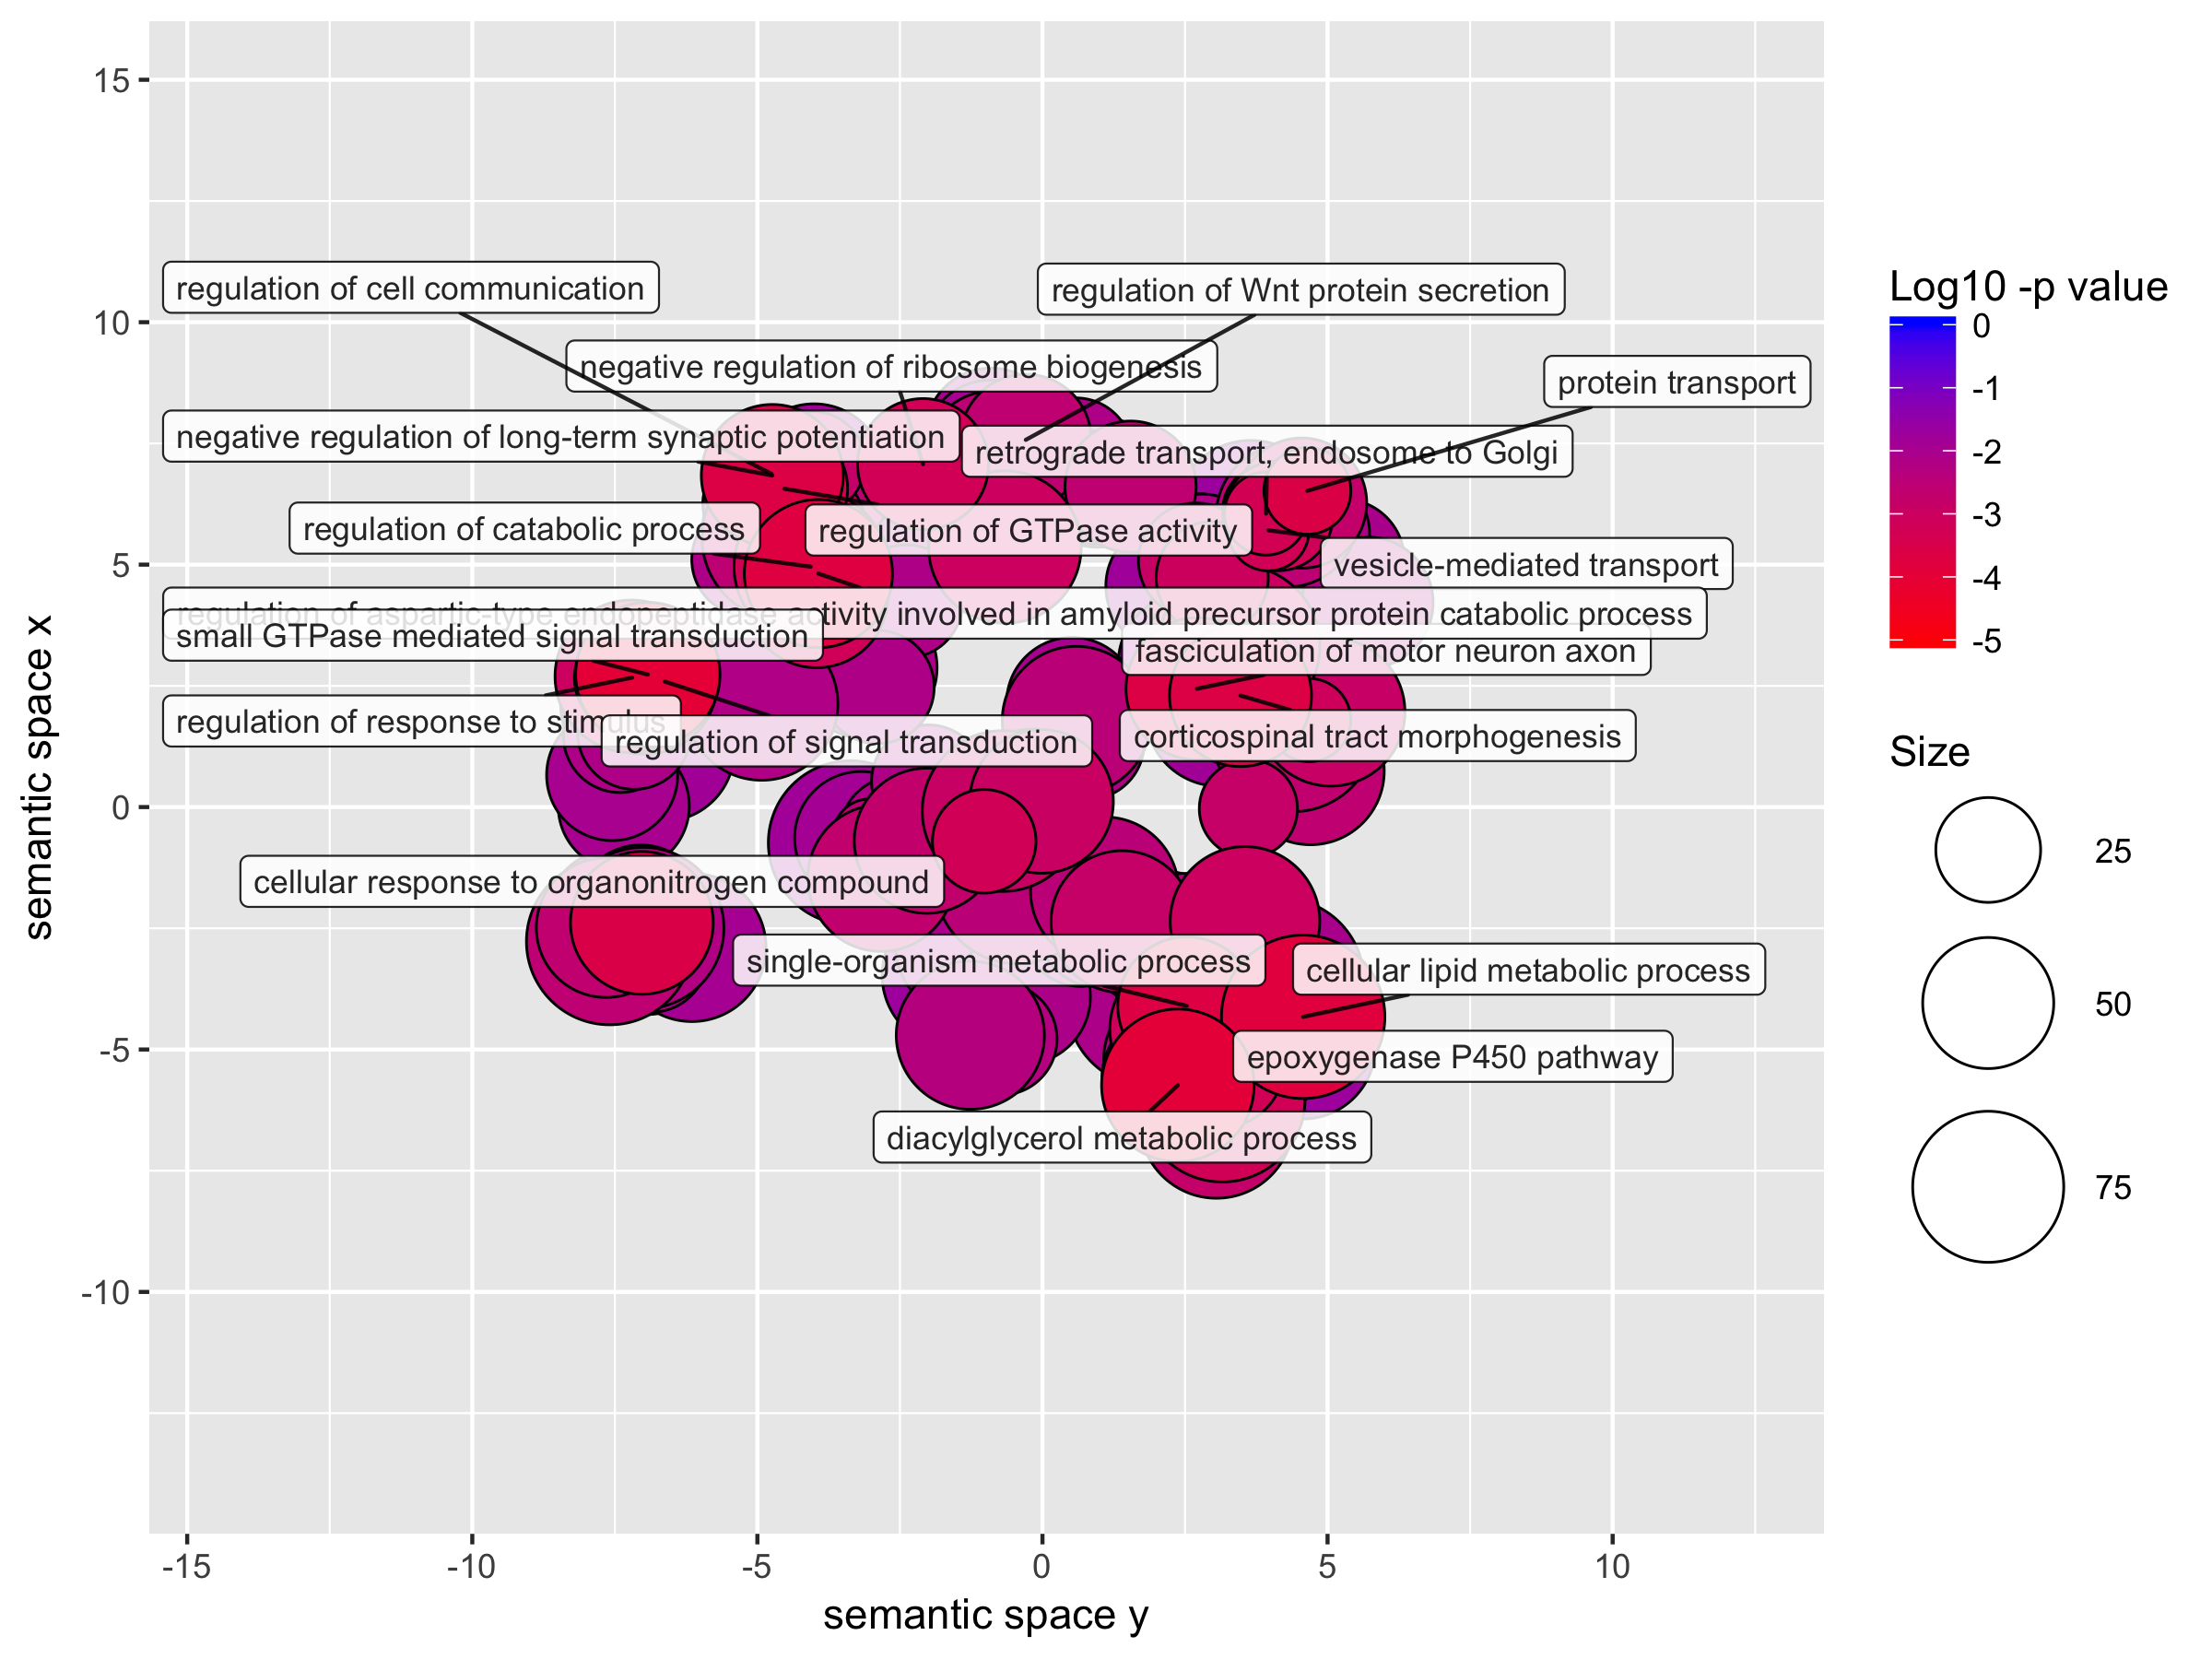 15
10
5
0
-5
-10
semantic space x
regulation of cell communication
regulation of Wnt protein secretion
negative regulation of ribosome biogenesis
protein transport
negative regulation of long-term synaptic potentiation
retrograde transport, endosome to Golgi
regulation of catabolic process
regulation of GTPase activity
vesicle-mediated transport
regulation of aspartic-type endopeptidase activity involved in amyloid precursor protein catabolic process
small GTPase mediated signal transduction
fasciculation of motor neuron axon
regulation of response to stimulus
regulation of signal transduction
corticospinal tract morphogenesis
cellular response to organonitrogen compound
single-organism metabolic process
cellular lipid metabolic process
epoxygenase P450 pathway
diacylglycerol metabolic process
-15
-10
-5
0
5
10
semantic space y
Log10 -p value
0
-1
-2
-3
-4
-5
Size
25
50
75